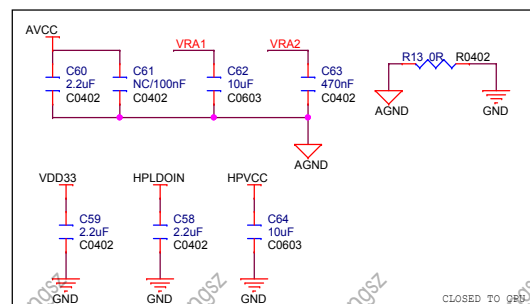 AVCC
VRA1
VRA2
C60
2.2uF
C0402
C61
NC/100nF
C0402
C62
10uF
C0603
C63
470nF
C0402
R13 0R
R0402
AGND
GND
AGND
VDD33
HPLDOIN
HPVCC
C59
2.2uF
C0402
C58
2.2uF
C0402
C64
10uF
C0603
GND
GND
GND
CLOSED TO